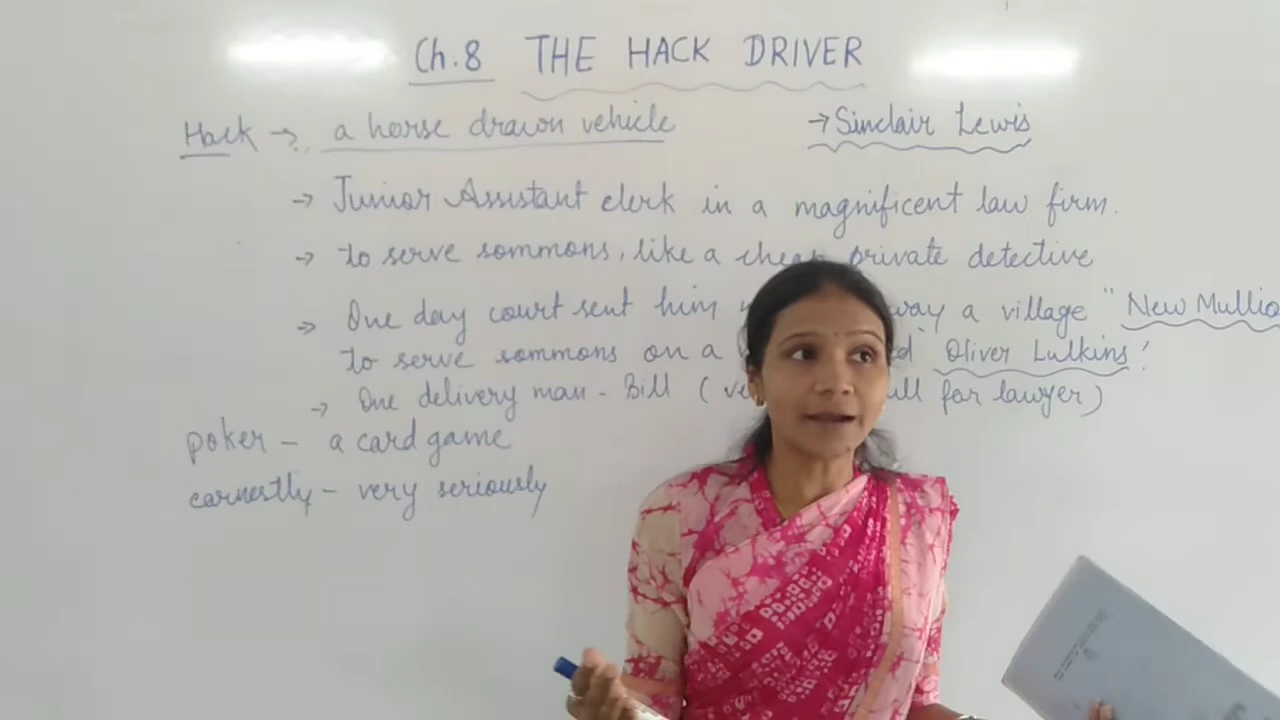 Ch.8 THE HACK DRIVER
Hack → a horse drawn vehicle → Sinclair Lewis
→ Junior Assistant clerk in a magnificent law firm.
→ to serve sommons, like a cheap private detective
→ One day court sent him way a village " New Mullio
to serve sommons on a Oliver Lulkins !
→ One delivery man - Bill ( for lawyer)
poker - a card game
earnestly - very seriously